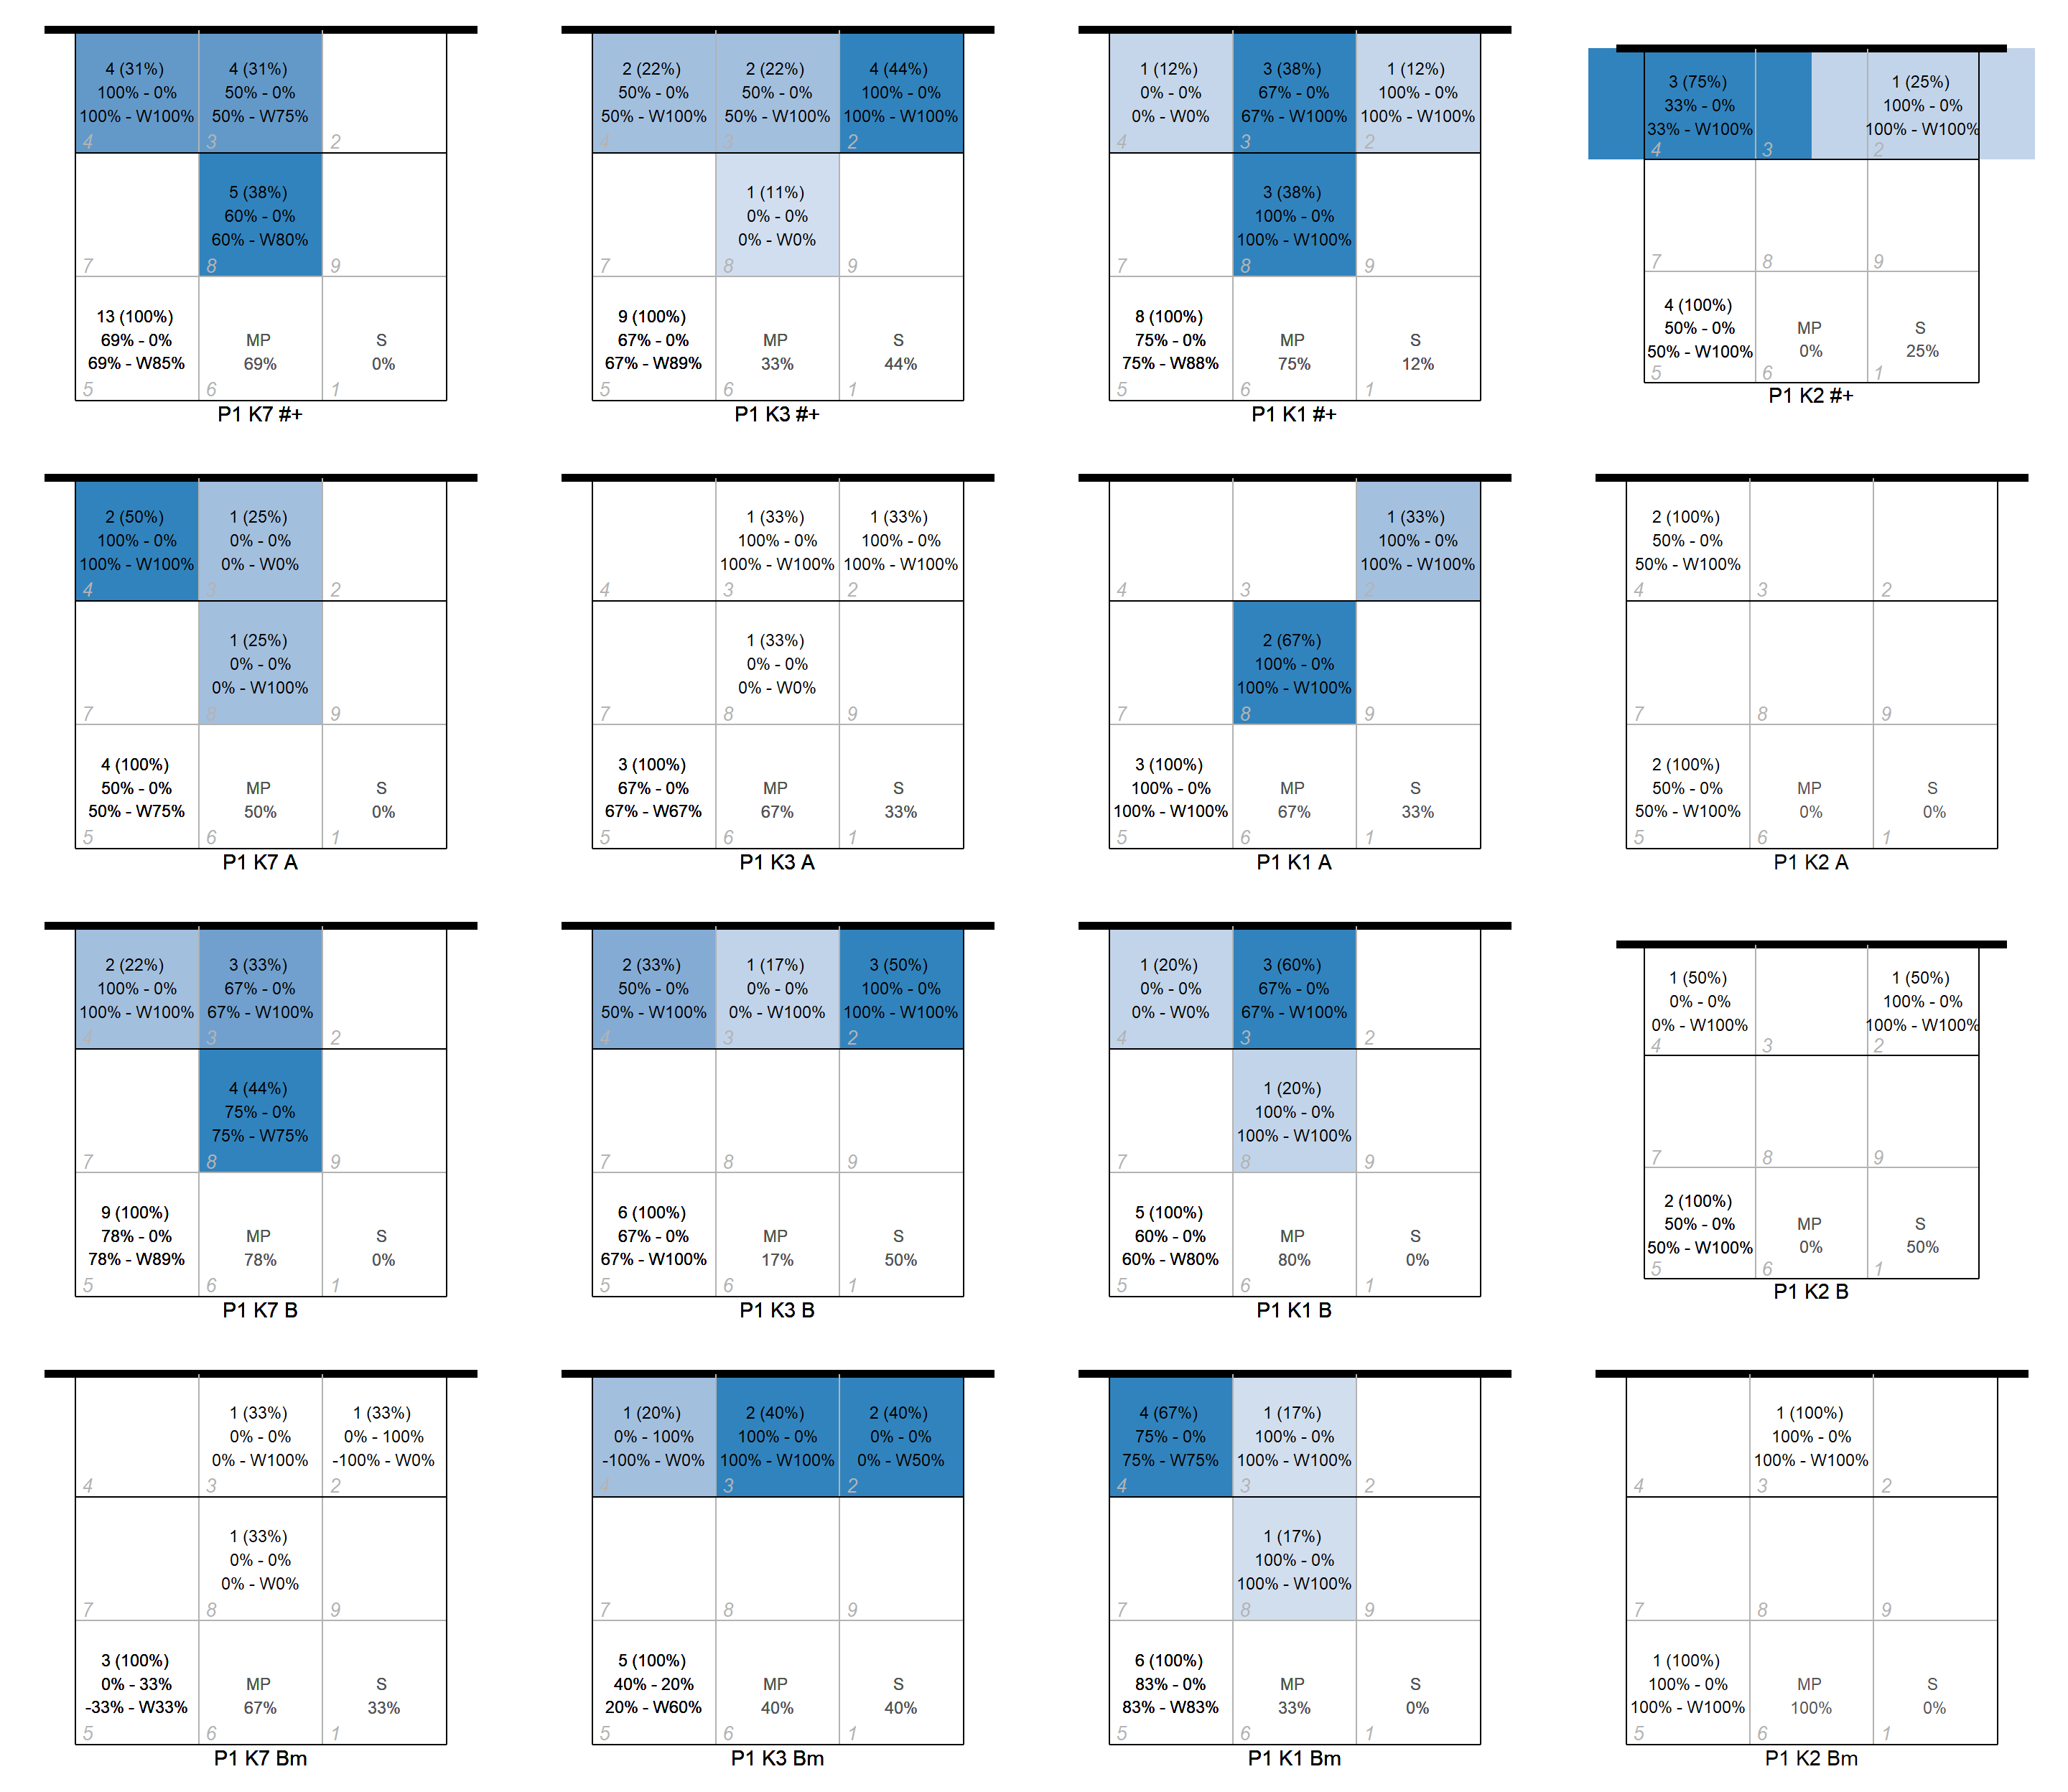 4 (31%)
100% - 0%
100% - W100%
4
4 (31%)
50% - 0%
50% - W75%
3
2
7
5 (38%)
60% - 0%
60% - W80%
8
9
13 (100%)
69% - 0%
69% - W85%
5
MP
69%
6
S
0%
1
P1 K7 #+
2 (22%)
50% - 0%
50% - W100%
4
2 (22%)
50% - 0%
50% - W100%
3
4 (44%)
100% - 0%
100% - W100%
2
7
1 (11%)
0% - 0%
0% - W0%
8
9
9 (100%)
67% - 0%
67% - W89%
5
MP
33%
6
S
44%
1
P1 K3 #+
1 (12%)
0% - 0%
0% - W0%
4
3 (38%)
67% - 0%
67% - W100%
3
1 (12%)
100% - 0%
100% - W100%
2
7
3 (38%)
100% - 0%
100% - W100%
8
9
8 (100%)
75% - 0%
75% - W88%
5
MP
75%
6
S
12%
1
P1 K1 #+
3 (75%)
33% - 0%
33% - W100%
4
3
1 (25%)
100% - 0%
100% - W100%
2
7
8
9
4 (100%)
50% - 0%
50% - W100%
5
MP
0%
6
S
25%
1
P1 K2 #+
2 (50%)
100% - 0%
100% - W100%
4
1 (25%)
0% - 0%
0% - W0%
3
2
7
1 (25%)
0% - 0%
0% - W100%
8
9
4 (100%)
50% - 0%
50% - W75%
5
MP
50%
6
S
0%
1
P1 K7 A
4
1 (33%)
100% - 0%
100% - W100%
3
1 (33%)
100% - 0%
100% - W100%
2
7
1 (33%)
0% - 0%
0% - W0%
8
9
3 (100%)
67% - 0%
67% - W67%
5
MP
67%
6
S
33%
1
P1 K3 A
4
3
1 (33%)
100% - 0%
100% - W100%
2
7
2 (67%)
100% - 0%
100% - W100%
8
9
3 (100%)
100% - 0%
100% - W100%
5
MP
67%
6
S
33%
1
P1 K1 A
2 (100%)
50% - 0%
50% - W100%
4
3
2
7
8
9
2 (100%)
50% - 0%
50% - W100%
5
MP
0%
6
S
0%
1
P1 K2 A
2 (22%)
100% - 0%
100% - W100%
4
3 (33%)
67% - 0%
67% - W100%
3
2
7
4 (44%)
75% - 0%
75% - W75%
8
9
9 (100%)
78% - 0%
78% - W89%
5
MP
78%
6
S
0%
1
P1 K7 B
2 (33%)
50% - 0%
50% - W100%
4
1 (17%)
0% - 0%
0% - W100%
3
3 (50%)
100% - 0%
100% - W100%
2
7
8
9
6 (100%)
67% - 0%
67% - W100%
5
MP
17%
6
S
50%
1
P1 K3 B
1 (20%)
0% - 0%
0% - W0%
4
3 (60%)
67% - 0%
67% - W100%
3
2
7
1 (20%)
100% - 0%
100% - W100%
8
9
5 (100%)
60% - 0%
60% - W80%
5
MP
80%
6
S
0%
1
P1 K1 B
1 (50%)
0% - 0%
0% - W100%
4
3
1 (50%)
100% - 0%
100% - W100%
2
7
8
9
2 (100%)
50% - 0%
50% - W100%
5
MP
0%
6
S
50%
1
P1 K2 B
4
1 (33%)
0% - 0%
0% - W100%
3
1 (33%)
0% - 100%
-100% - W0%
2
7
1 (33%)
0% - 0%
0% - W0%
8
9
3 (100%)
0% - 33%
-33% - W33%
5
MP
67%
6
S
33%
1
P1 K7 Bm
1 (20%)
0% - 100%
-100% - W0%
4
2 (40%)
100% - 0%
100% - W100%
3
2 (40%)
0% - 0%
0% - W50%
2
7
8
9
5 (100%)
40% - 20%
20% - W60%
5
MP
40%
6
S
40%
1
P1 K3 Bm
4 (67%)
75% - 0%
75% - W75%
4
1 (17%)
100% - 0%
100% - W100%
3
2
7
1 (17%)
100% - 0%
100% - W100%
8
9
6 (100%)
83% - 0%
83% - W83%
5
MP
33%
6
S
0%
1
P1 K1 Bm
4
1 (100%)
100% - 0%
100% - W100%
3
2
7
8
9
1 (100%)
100% - 0%
100% - W100%
5
MP
100%
6
S
0%
1
P1 K2 Bm